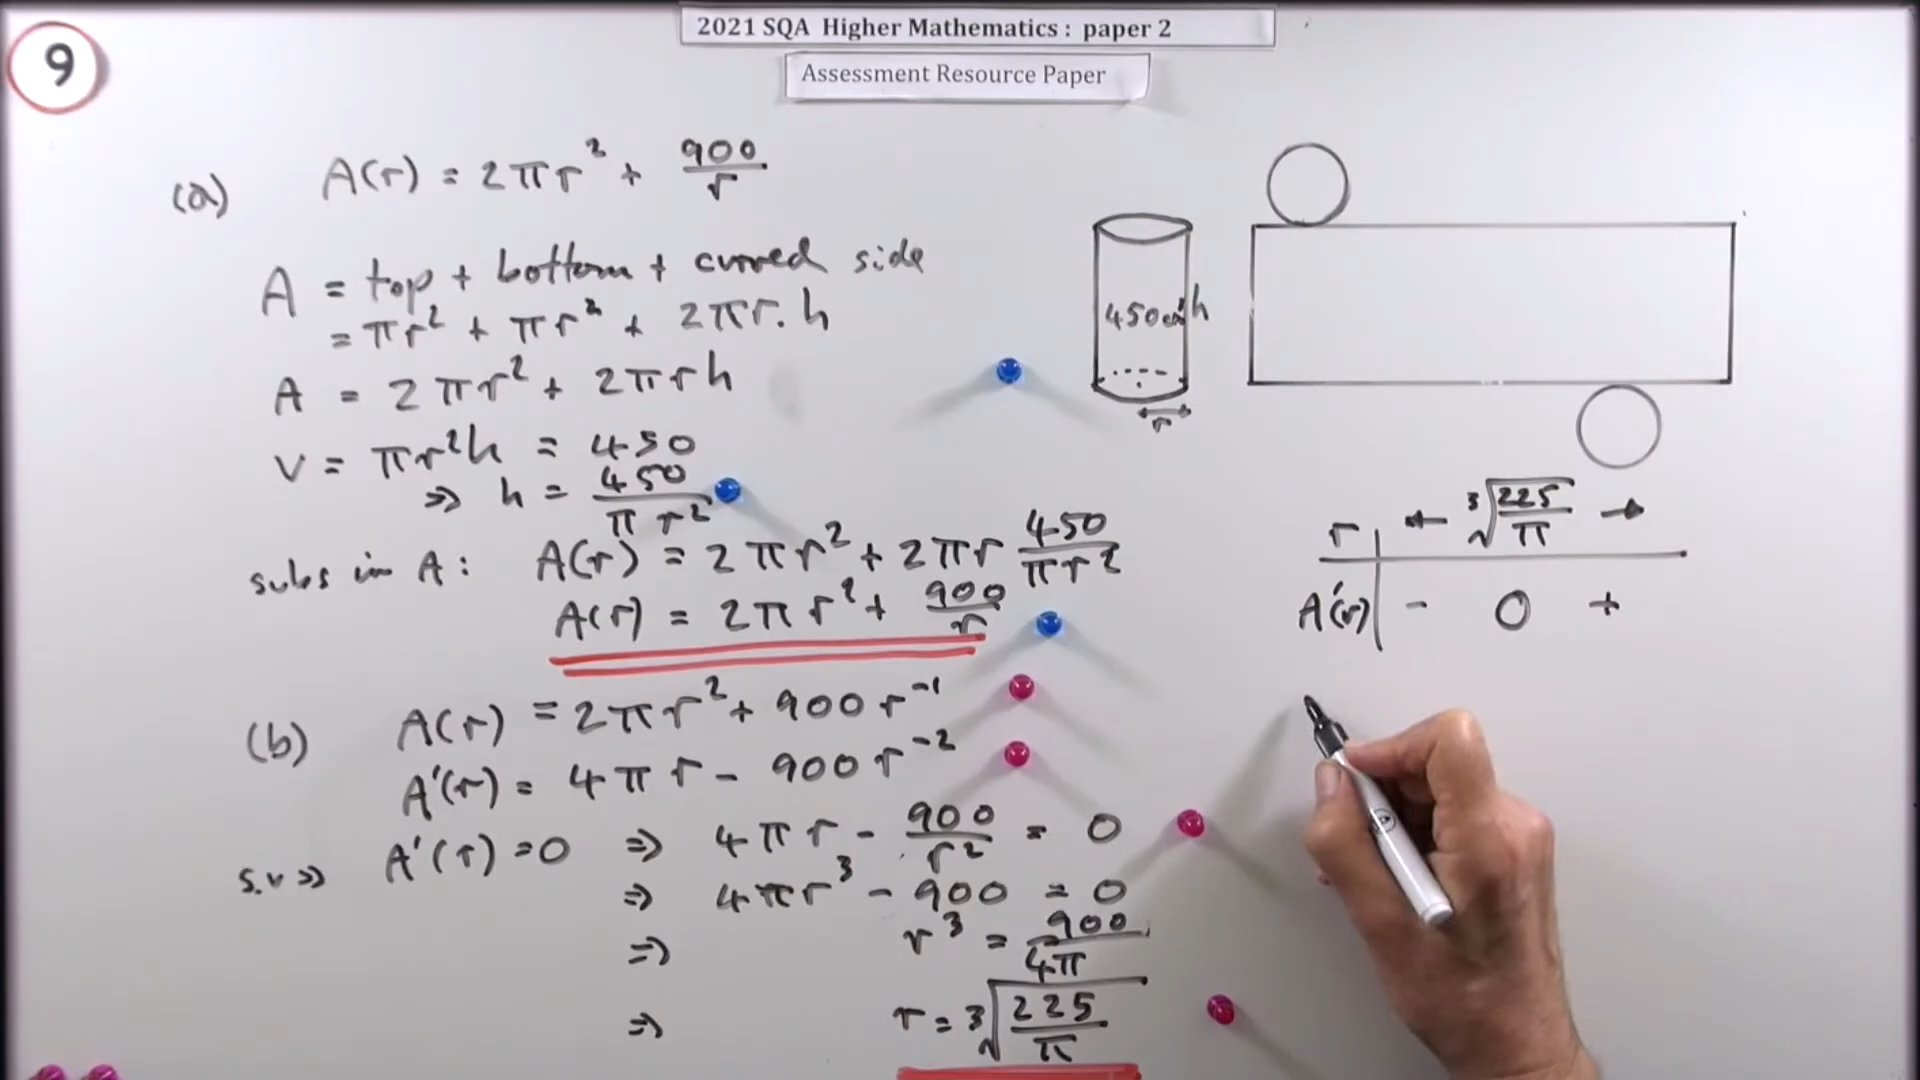 2021 SQA Higher Mathematics : paper 2
Assessment Resource Paper
9
(a) A(r) = 2πr² + 900/r
A = top + bottom + curved side
= πr² + πr² + 2πr.h
A = 2πr² + 2πrh
V = πr²h = 450
⇒ h = 450/πr²
subs in A: A(r) = 2πr² + 2πr 450/πr²
A(r) = 2πr² + 900/r
(b) A(r) = 2πr² + 900r⁻¹
A'(r) = 4πr - 900r⁻²
s.v ⇒ A'(r) = 0 ⇒ 4πr - 900/r² = 0
⇒ 4πr³ - 900 = 0
⇒ r³ = 900/4π
⇒ r = ³√(225/π)
450cm³ h
r
r ← ³√(225/π) →
A'(r) - 0 +